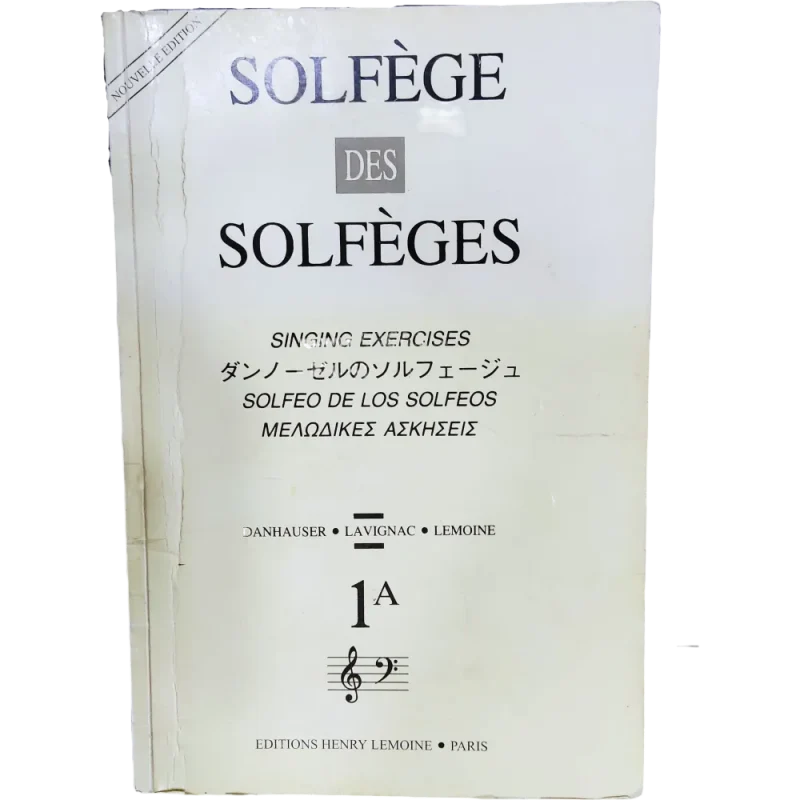 NOUVELLE EDITION
SOLFÈGE
DES
SOLFÈGES
SINGING EXERCISES
ダンノーゼルのソルフェージュ
SOLFEO DE LOS SOLFEOS
ΜΕΛΩΔΙΚΕΣ ΑΣΚΗΣΕΙΣ
DANHAUSER • LAVIGNAC • LEMOINE
1A
EDITIONS HENRY LEMOINE • PARIS